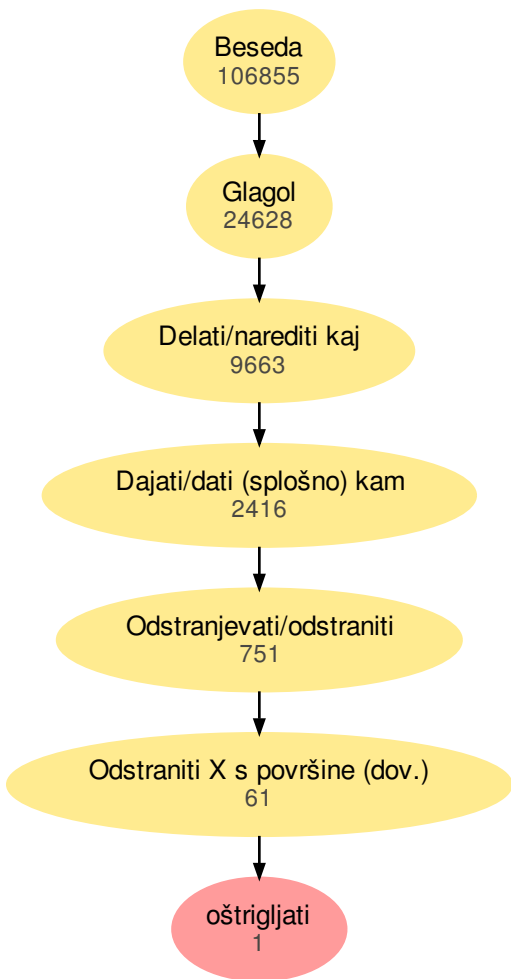 Beseda
106855
Glagol
24628
Delati/narediti kaj
9663
Dajati/dati (splošno) kam
2416
Odstranjevati/odstraniti
751
Odstraniti X s površine (dov.)
61
oštrigljati
1